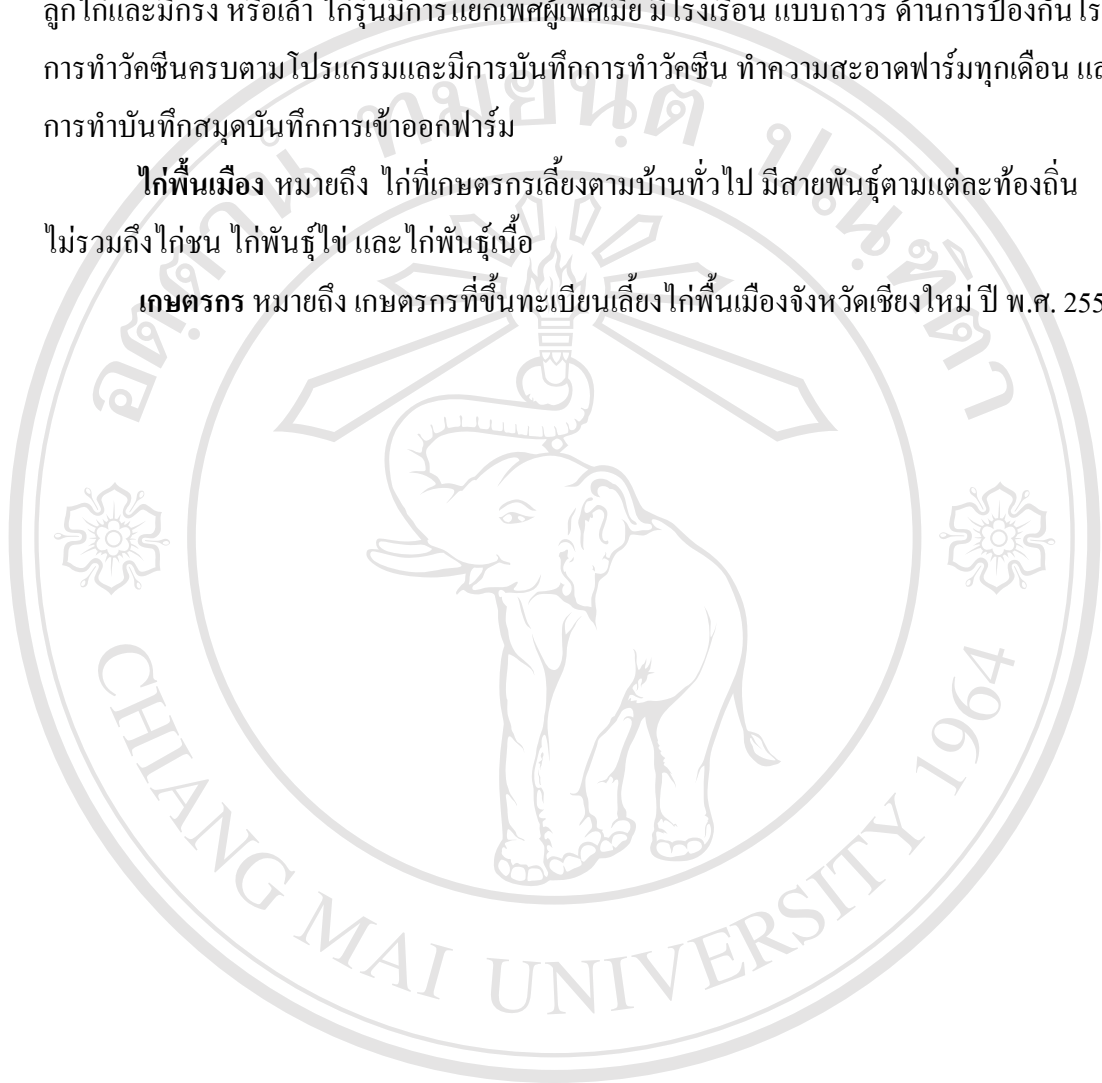 ลูกไก่และมีกรง หรือเล้า ไก่รุ่นมีการแยกเพศผู้เพศเมีย มีโรงเรือน แบบถาวร ด้านการป้องกัน
การทำวัคซีนครบตามโปรแกรมและมีการบันทึกการทำวัคซีน ทำความสะอาดฟาร์มทุกเดือน
การทำบันทึกสมุดบันทึกการเข้าออกฟาร์ม
ไก่พื้นเมือง หมายถึง ไก่ที่เกษตรกรเลี้ยงตามบ้านทั่วไป มีสายพันธุ์ตามแต่ละท้องถิ่น
ไม่รวมถึงไก่ชน ไก่พันธุ์ไข่ และไก่พันธุ์เนื้อ
เกษตรกร หมายถึง เกษตรกรที่ขึ้นทะเบียนเลี้ยงไก่พื้นเมืองจังหวัดเชียงใหม่ ปี พ.ศ. 255
อตฺตานํ ทมยนฺติ ปณฺฑิตา
CHIANG MAI UNIVERSITY 1964